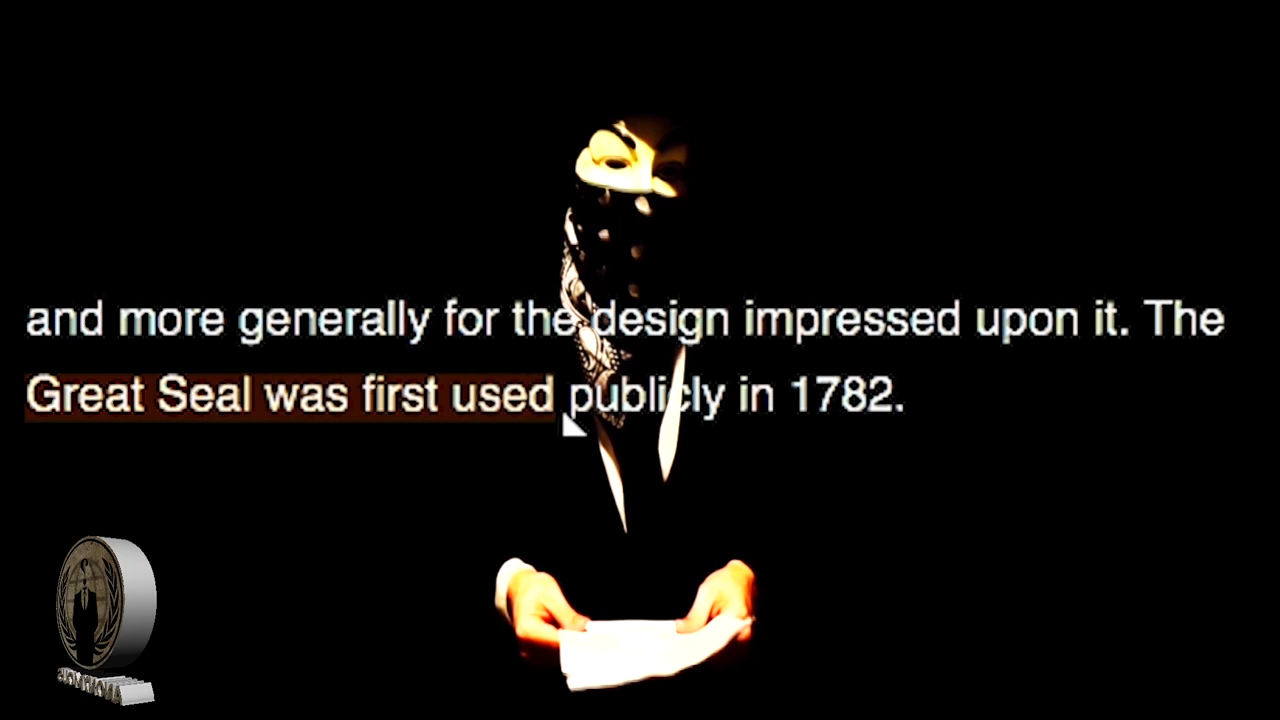 and more generally for the design impressed upon it. The
Great Seal was first used publicly in 1782.